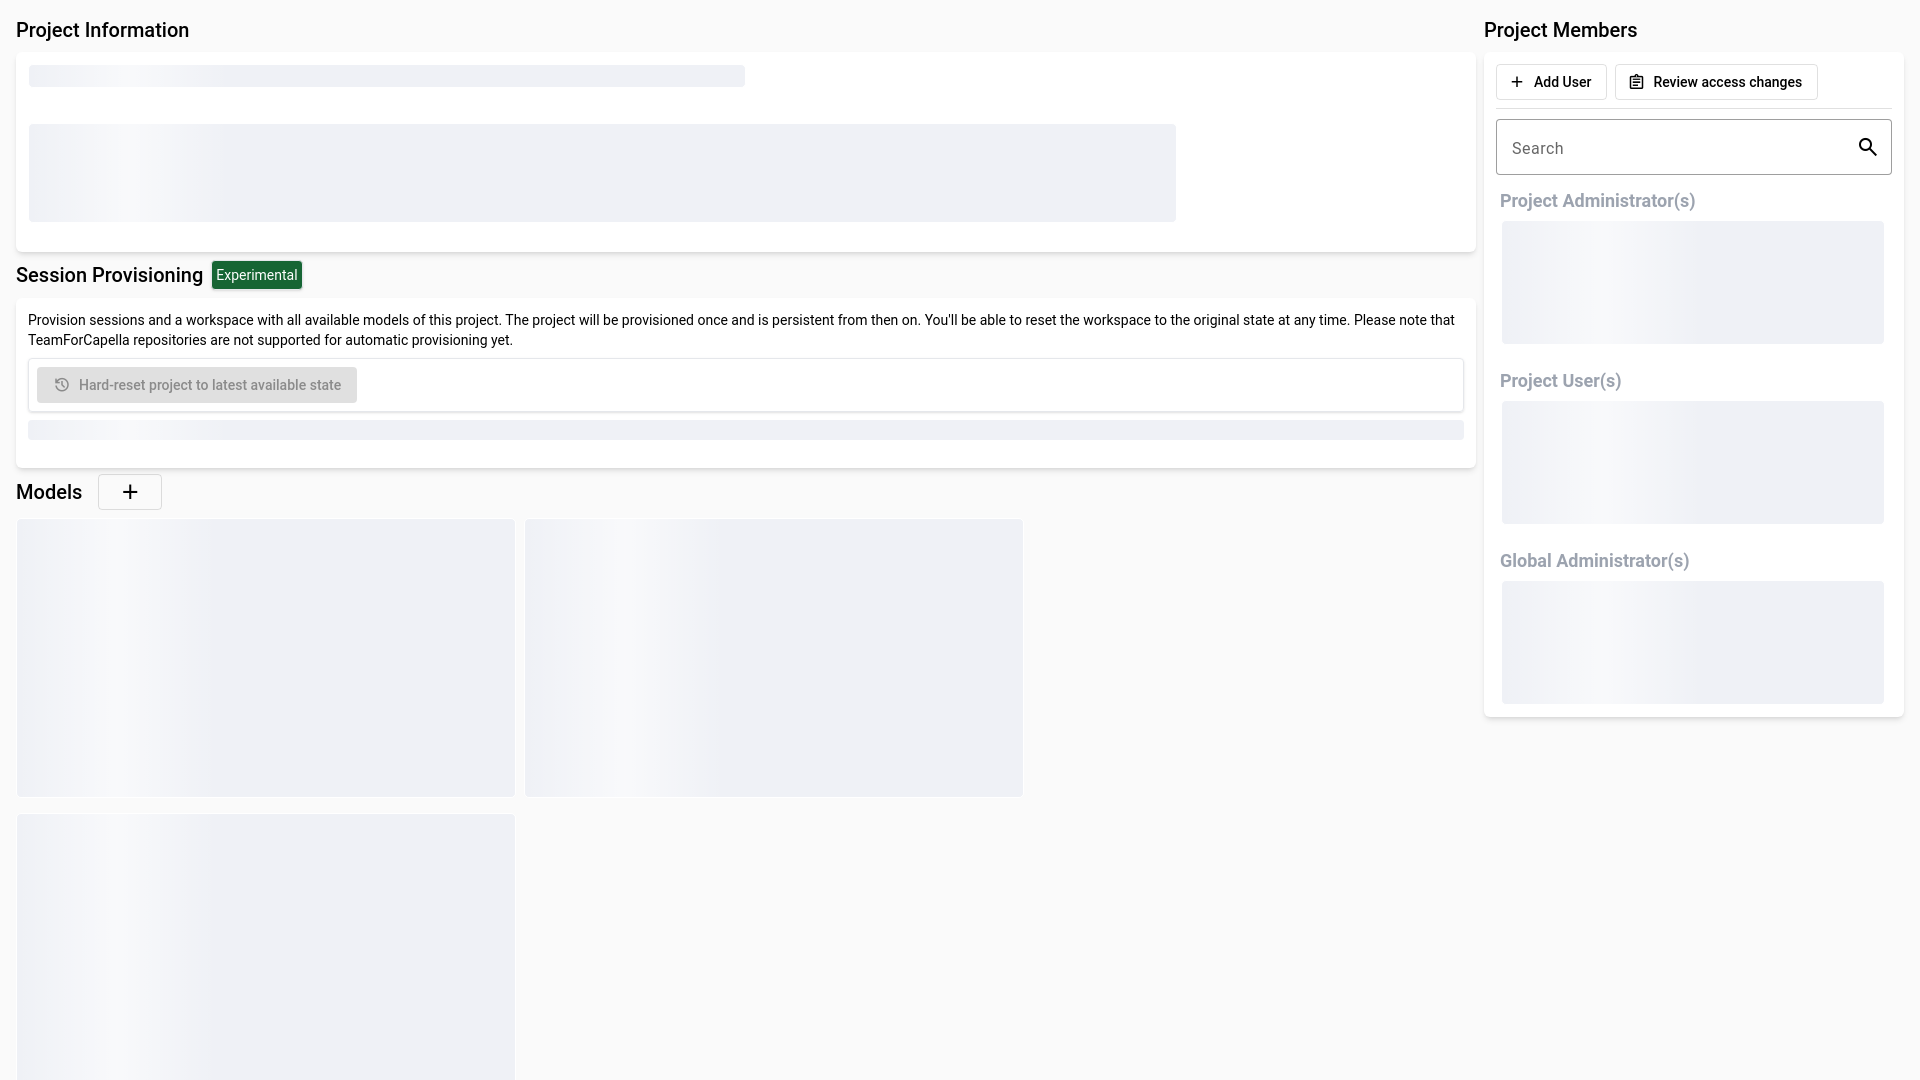 Project Information
Session Provisioning Experimental
Provision sessions and a workspace with all available models of this project. The project will be provisioned once and is persistent from then on. You'll be able to reset the workspace to the original state at any time. Please note that
TeamForCapella repositories are not supported for automatic provisioning yet.
Hard-reset project to latest available state
Models
Project Members
Add User
Review access changes
Search
Project Administrator(s)
Project User(s)
Global Administrator(s)